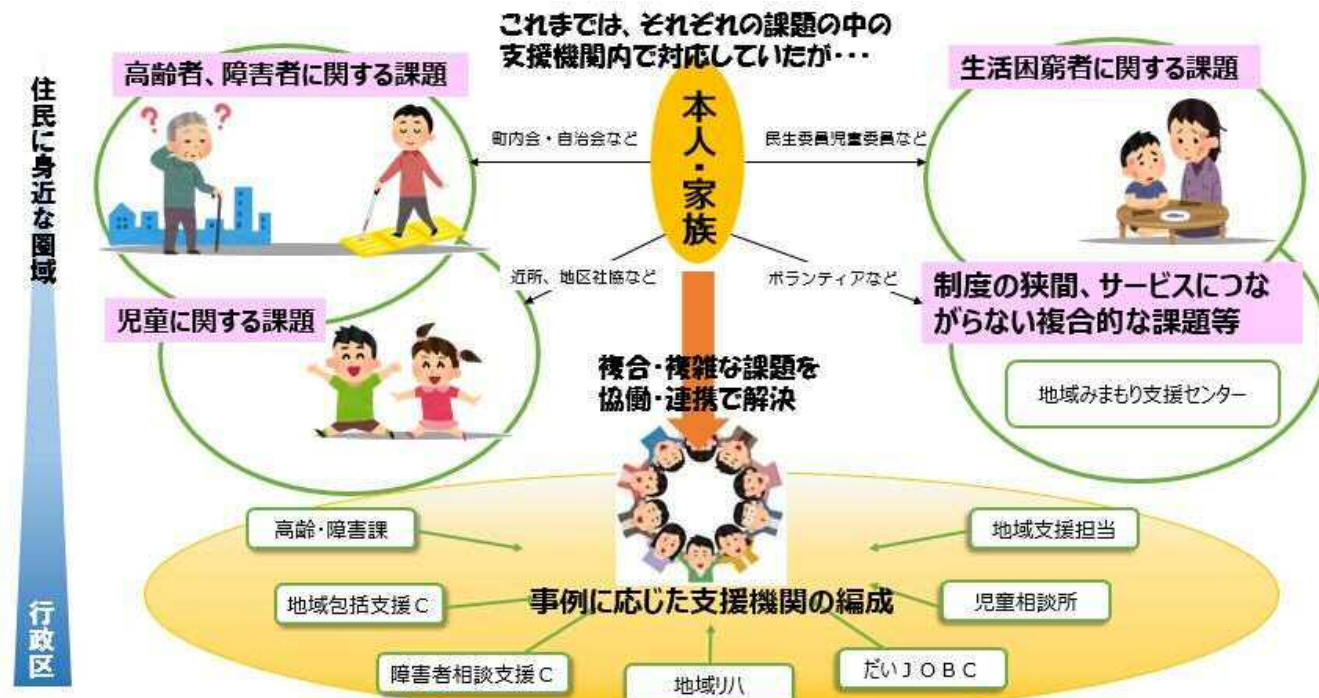 これまでは、それぞれの課題の中の
支援機関内で対応していたが・・・
住民に身近な圏域
行政区
高齢者、障害者に関する課題
?
?
生活困窮者に関する課題
本人・家族
町内会・自治会など
民生委員児童委員など
近所、地区社協など
ボランティアなど
児童に関する課題
制度の狭間、サービスにつな
がらない複合的な課題等
地域みまもり支援センター
複合・複雑な課題を
協働・連携で解決
高齢・障害課
地域支援担当
地域包括支援C
事例に応じた支援機関の編成
児童相談所
障害者相談支援C
地域リハ
だいJOBC